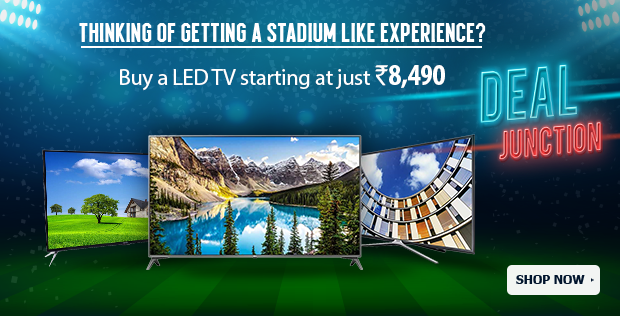 THINKING OF GETTING A STADIUM LIKE EXPERIENCE?
Buy a LED TV starting at just ₹8,490
DEAL
JUNCTION
SHOP NOW